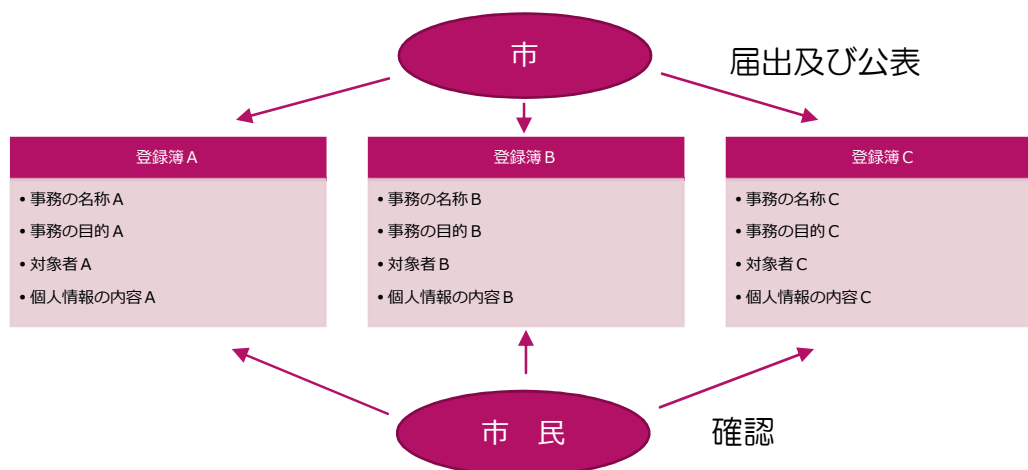 市
届出及び公表
登録簿A
・事務の名称A
・事務の目的A
・対象者A
・個人情報の内容A
登録簿B
・事務の名称B
・事務の目的B
・対象者B
・個人情報の内容B
登録簿C
・事務の名称C
・事務の目的C
・対象者C
・個人情報の内容C
市　民
確認